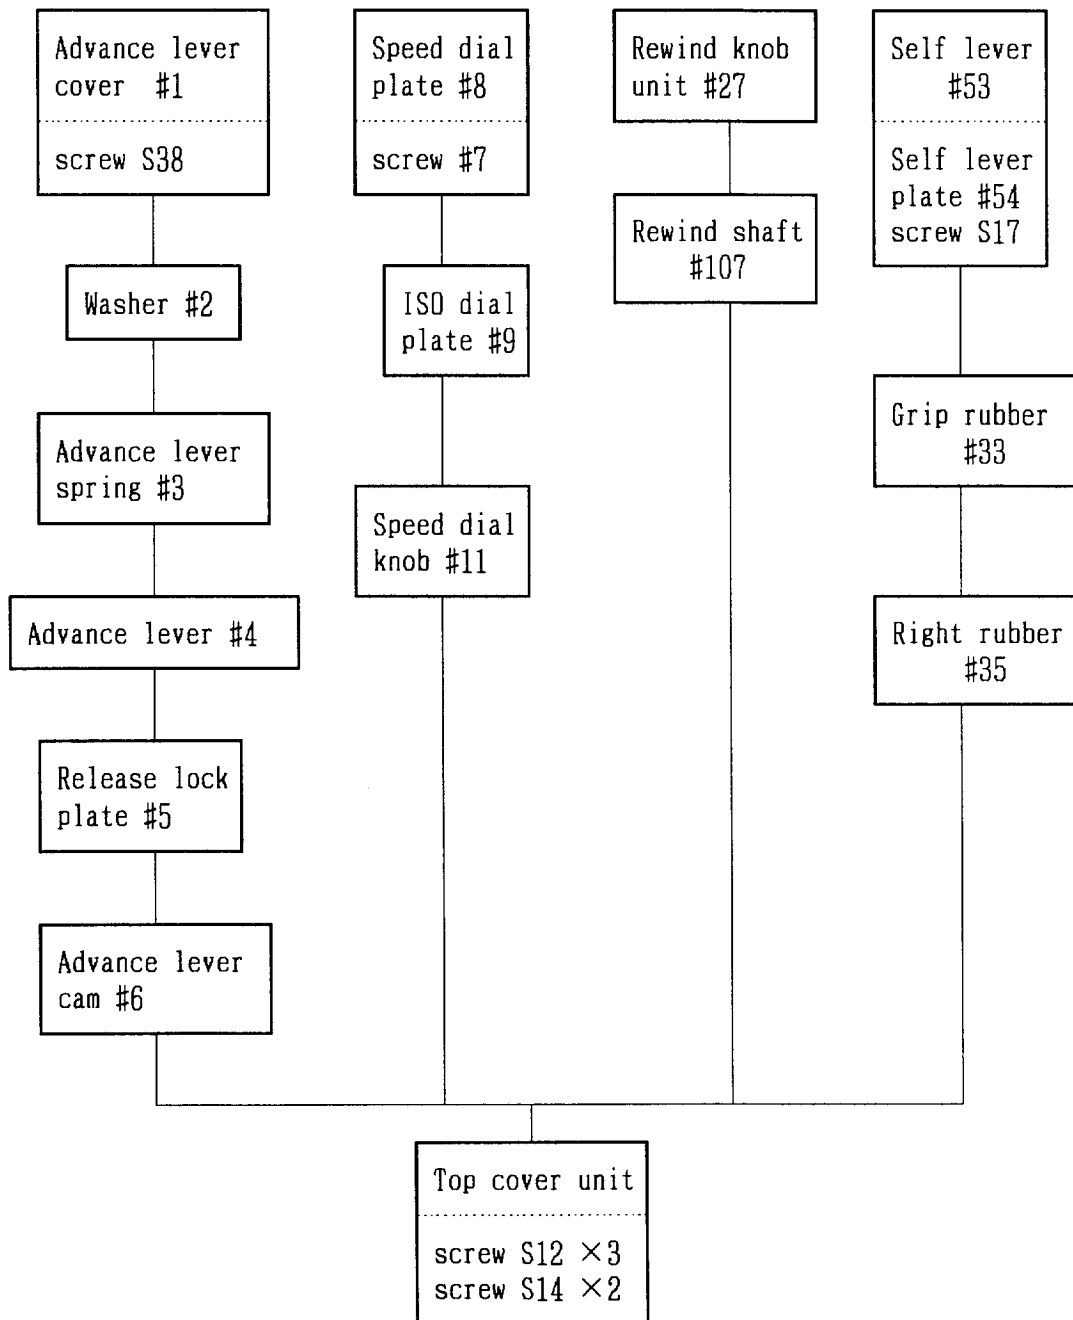 Advance lever
cover #1
screw S38
Washer #2
Advance lever
spring #3
Advance lever #4
Release lock
plate #5
Advance lever
cam #6
Speed dial
plate #8
screw #7
ISO dial
plate #9
Speed dial
knob #11
Rewind knob
unit #27
Rewind shaft
#107
Self lever
#53
Self lever
plate #54
screw S17
Grip rubber
#33
Right rubber
#35
Top cover unit
screw S12 ×3
screw S14 ×2